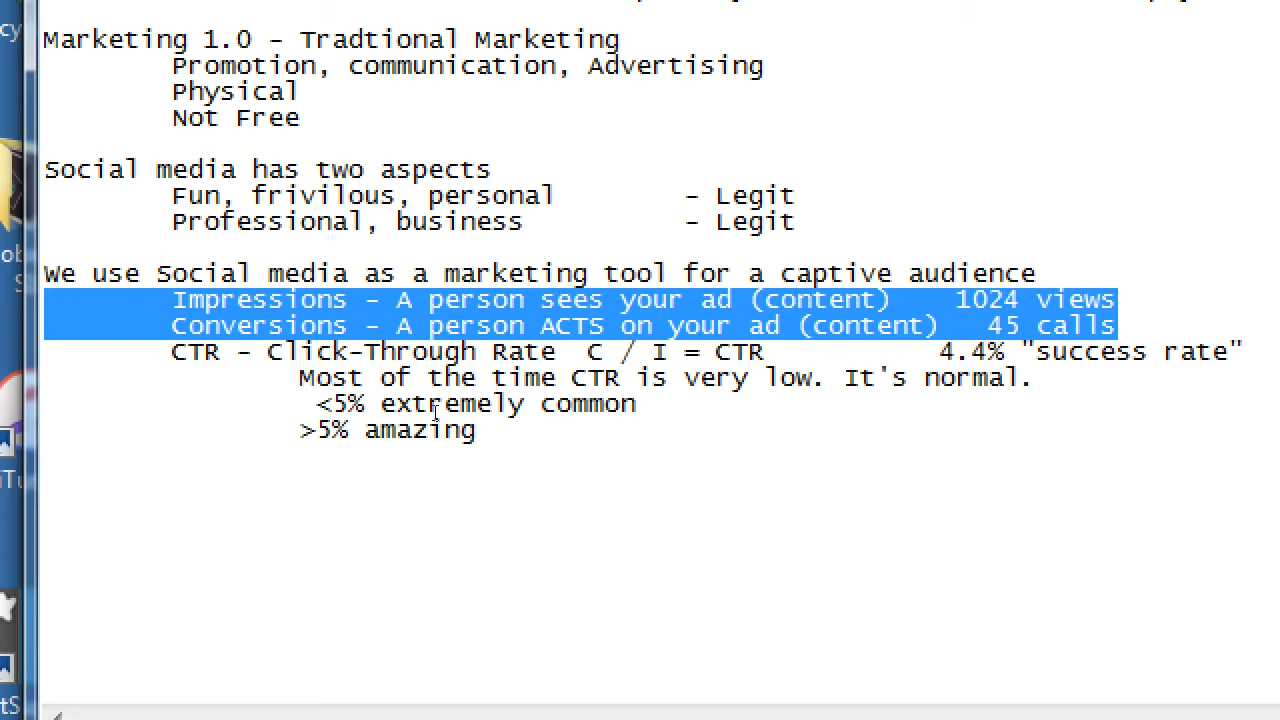 Marketing 1.0 - Tradtional Marketing
Promotion, communication, Advertising
Physical
Not Free
Social media has two aspects
Fun, frivilous, personal - Legit
Professional, business - Legit
We use Social media as a marketing tool for a captive audience
Impressions - A person sees your ad (content) 1024 views
Conversions - A person ACTS on your ad (content) 45 calls
CTR - Click-Through Rate C / I = CTR 4.4% "success rate"
Most of the time CTR is very low. It's normal.
<5% extremely common
>5% amazing